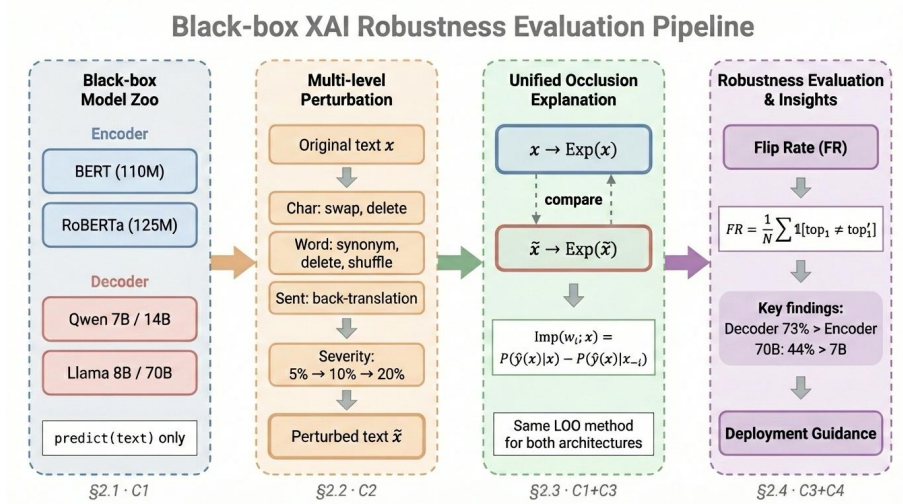 Black-box XAI Robustness Evaluation Pipeline
Black-box
Model Zoo
Encoder
BERT (110M)
RoBERTa (125M)
Decoder
Qwen 7B / 14B
Llama 8B / 70B
predict(text) only
§2.1 · C1
Multi-level
Perturbation
Original text x
Char: swap, delete
Word: synonym,
delete, shuffle
Sent: back-translation
Severity:
5% → 10% → 20%
Perturbed text x̃
§2.2 · C2
Unified Occlusion
Explanation
x → Exp(x)
compare
x̃ → Exp(x̃)
Imp(wᵢ; x) =
P(ŷ(x)|x) − P(ŷ(x)|x₋ᵢ)
Same LOO method
for both architectures
§2.3 · C1+C3
Robustness Evaluation
& Insights
Flip Rate (FR)
FR = 1/N ∑ 𝟙[top₁ ≠ top₁′]
Key findings:
Decoder 73% > Encoder
70B: 44% > 7B
Deployment Guidance
§2.4 · C3+C4